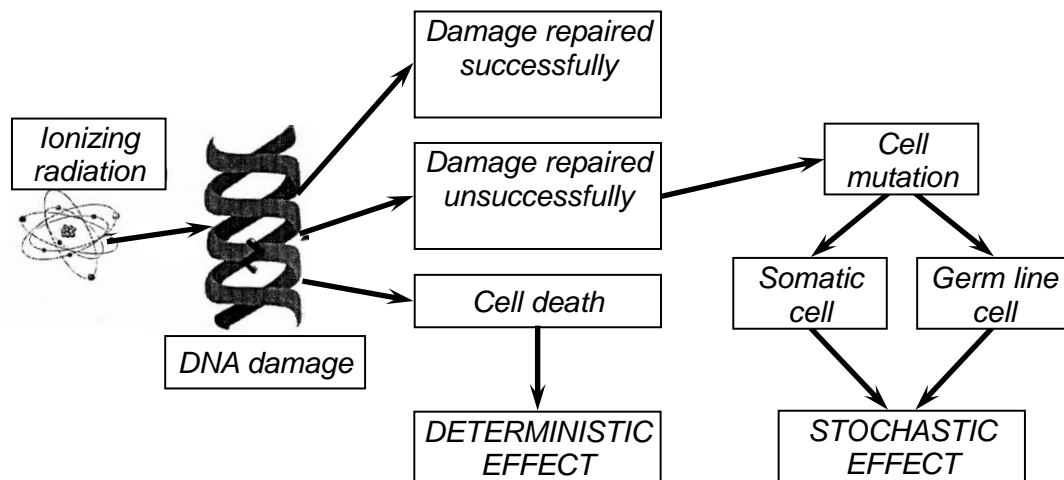 Ionizing
radiation
DNA damage
Damage repaired
successfully
Damage repaired
unsuccessfully
Cell death
DETERMINISTIC
EFFECT
Cell
mutation
Somatic
cell
Germ line
cell
STOCHASTIC
EFFECT